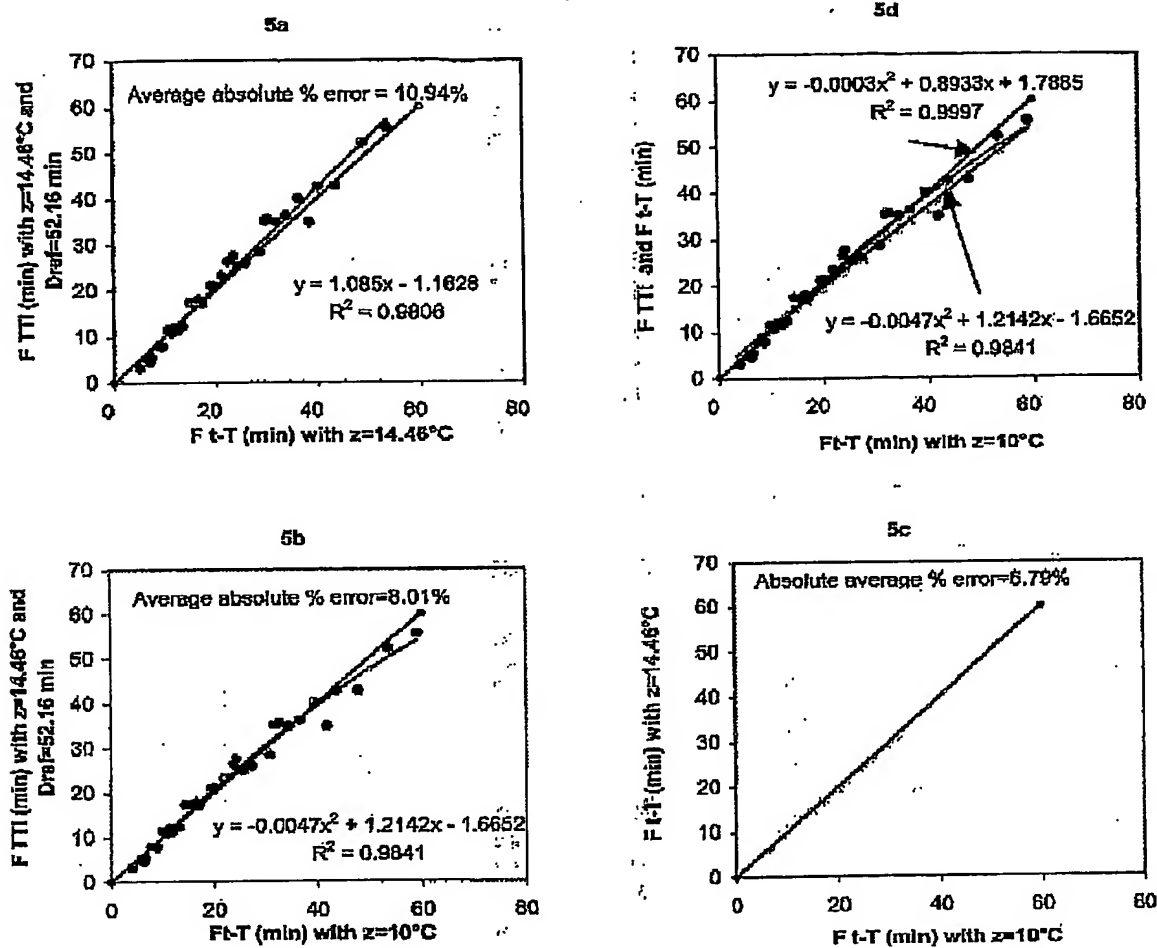 5a
70
60
50
40
30
20
10
0
F TTI (min) with z=14.46°C and
Dref=52.16 min
Average absolute % error = 10.94%
y = 1.085x - 1.1628
R² = 0.9806
0 20 40 60 80
F t-T (min) with z=14.46°C
5d
70
60
50
40
30
20
10
0
F TTI and F t-T (min)
y = -0.0003x² + 0.8933x + 1.7885
R² = 0.9997
y = -0.0047x² + 1.2142x - 1.6652
R² = 0.9841
0 20 40 60 80
Ft-T (min) with z=10°C
5b
70
60
50
40
30
20
10
0
F TTI (min) with z=14.46°C and
Dref=52.16 min
Average absolute % error=8.01%
y = -0.0047x² + 1.2142x - 1.6652
R² = 0.9841
0 20 40 60 80
Ft-T (min) with z=10°C
5c
70
60
50
40
30
20
10
0
F t-T (min) with z=14.46°C
Absolute average % error=6.79%
0 20 40 60 80
F t-T (min) with z=10°C